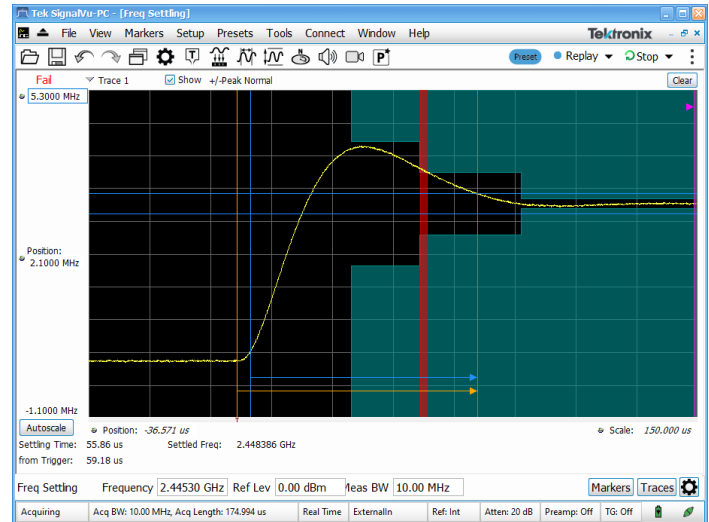 Tek SignalVu-PC - [Freq Settling]
File View Markers Setup Presets Tools Connect Window Help
Tektronix
T P Preset Replay Stop
Fail Trace 1 Show +/-Peak Normal Clear
5.3000 MHz
Position:
2.1000 MHz
-1.1000 MHz
T
Autoscale Position: -36.571 us Scale: 150.000 us
Settling Time: 55.86 us Settled Freq: 2.448386 GHz
from Trigger: 59.18 us
Freq Settling Frequency 2.44530 GHz Ref Lev 0.00 dBm Meas BW 10.00 MHz Markers Traces
Acquiring Acq BW: 10.00 MHz, Acq Length: 174.994 us Real Time ExternalIn Ref: Int Atten: 20 dB Preamp: Off TG: Off